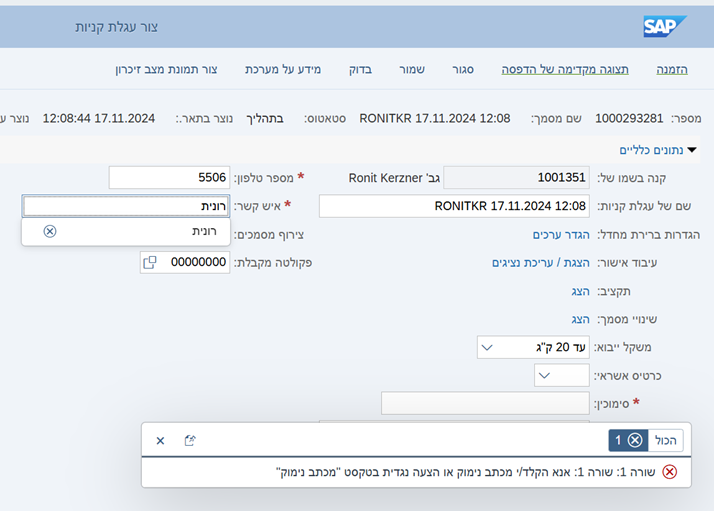 SAP
צור עגלת קניות
הזמנה תצוגה מקדימה של הדפסה סגור שמור בדוק מידע על מערכת צור תמונת מצב זיכרון
מספר: 1000293281 שם מסמך: RONITKR 17.11.2024 12:08 סטאטוס: בתהליך נוצר בתאר.: 17.11.2024 12:08:44 נוצר ע
נתונים כלליים
קנה בשמו של: 1001351 גב' Ronit Kerzner * מספר טלפון: 5506
שם של עגלת קניות: RONITKR 17.11.2024 12:08 * איש קשר: רונית
רונית
הגדרות ברירת מחדל: הגדר ערכים צירוף מסמכים:
עיבוד אישור: הצגת / עריכת נציגים פקולטה מקבלת: 00000000
תקציב: הצג
שינויי מסמך: הצג
משקל ייבוא: עד 20 ק"ג
כרטיס אשראי:
* סימוכין:
הכול 1
שורה 1: שורה 1: אנא הקלד/י מכתב נימוק או הצעה נגדית בטקסט "מכתב נימוק"